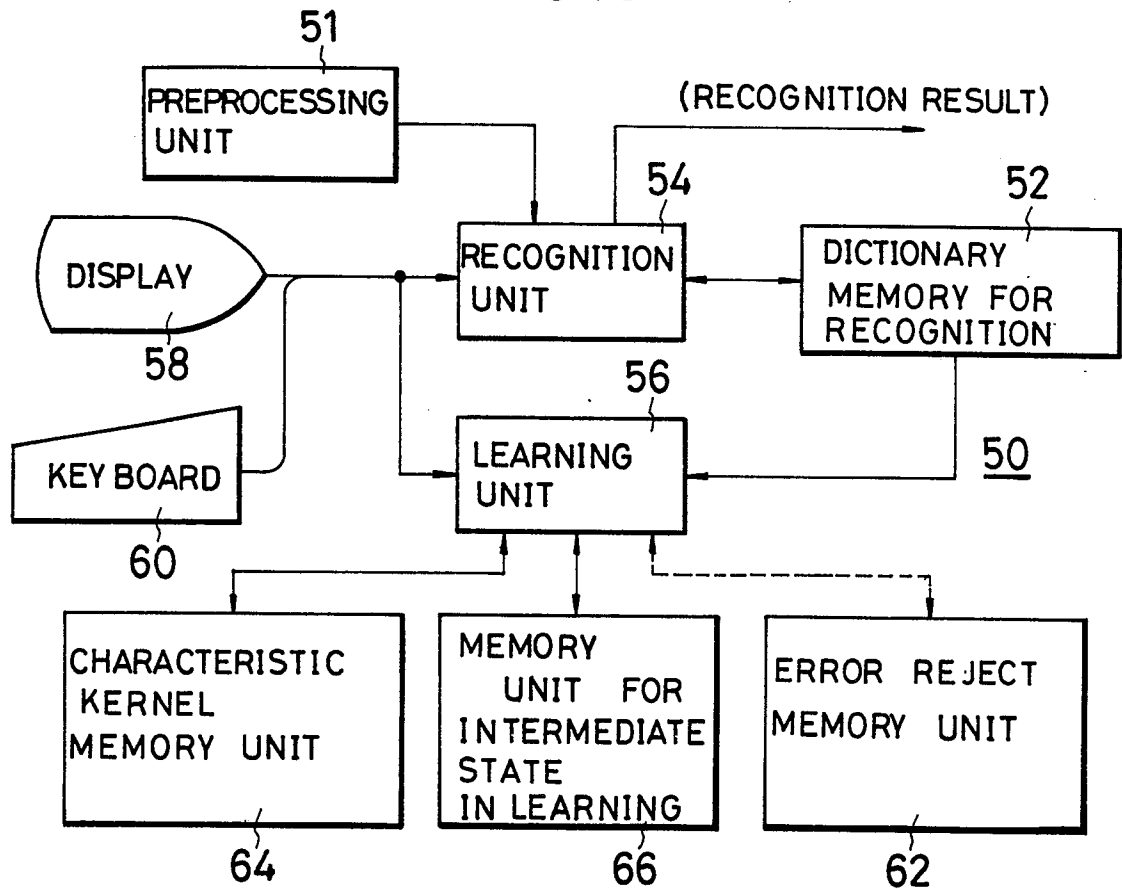 51
PREPROCESSING
UNIT
(RECOGNITION RESULT)
54
52
DISPLAY
58
RECOGNITION
UNIT
DICTIONARY
MEMORY FOR
RECOGNITION
56
KEY BOARD
60
LEARNING
UNIT
50
CHARACTERISTIC
KERNEL
MEMORY UNIT
64
MEMORY
UNIT FOR
INTERMEDIATE
STATE
IN LEARNING
66
ERROR REJECT
MEMORY UNIT
62